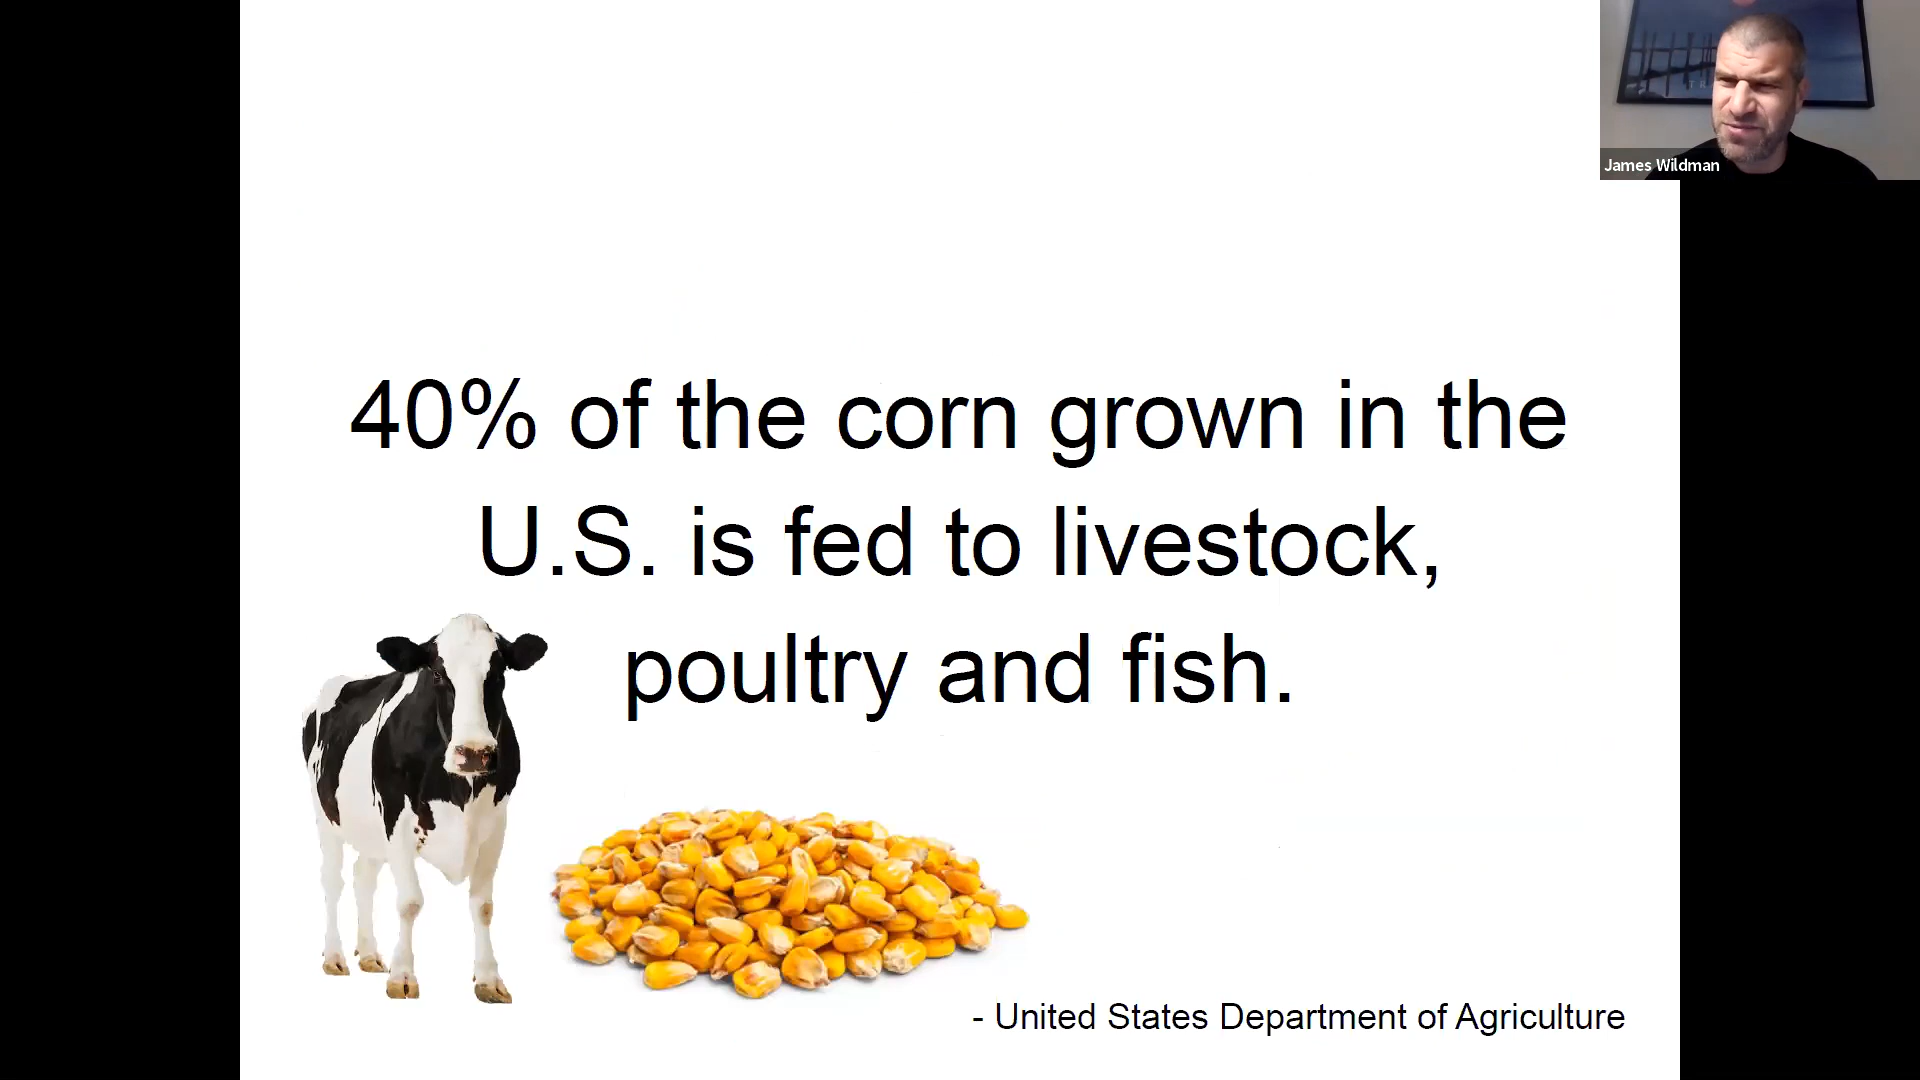 James Wildman
40% of the corn grown in the
U.S. is fed to livestock,
poultry and fish.
- United States Department of Agriculture